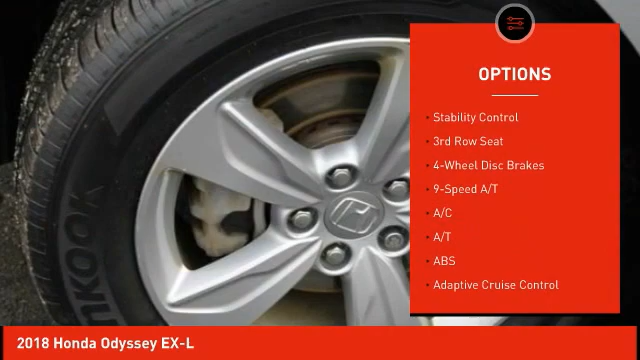 OPTIONS
Stability Control
3rd Row Seat
4-Wheel Disc Brakes
9-Speed A/T
A/C
A/T
ABS
Adaptive Cruise Control
NKOOK
2018 Honda Odyssey EX-L